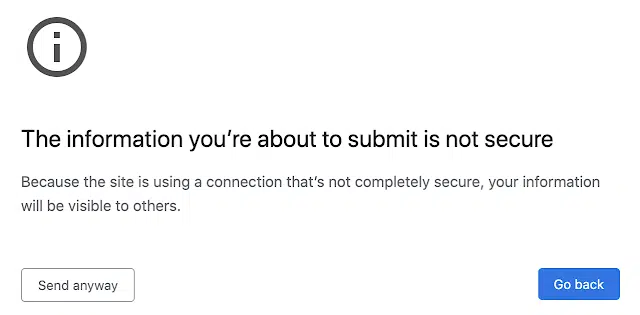 The information you’re about to submit is not secure
Because the site is using a connection that’s not completely secure, your information
will be visible to others.
Send anyway
Go back